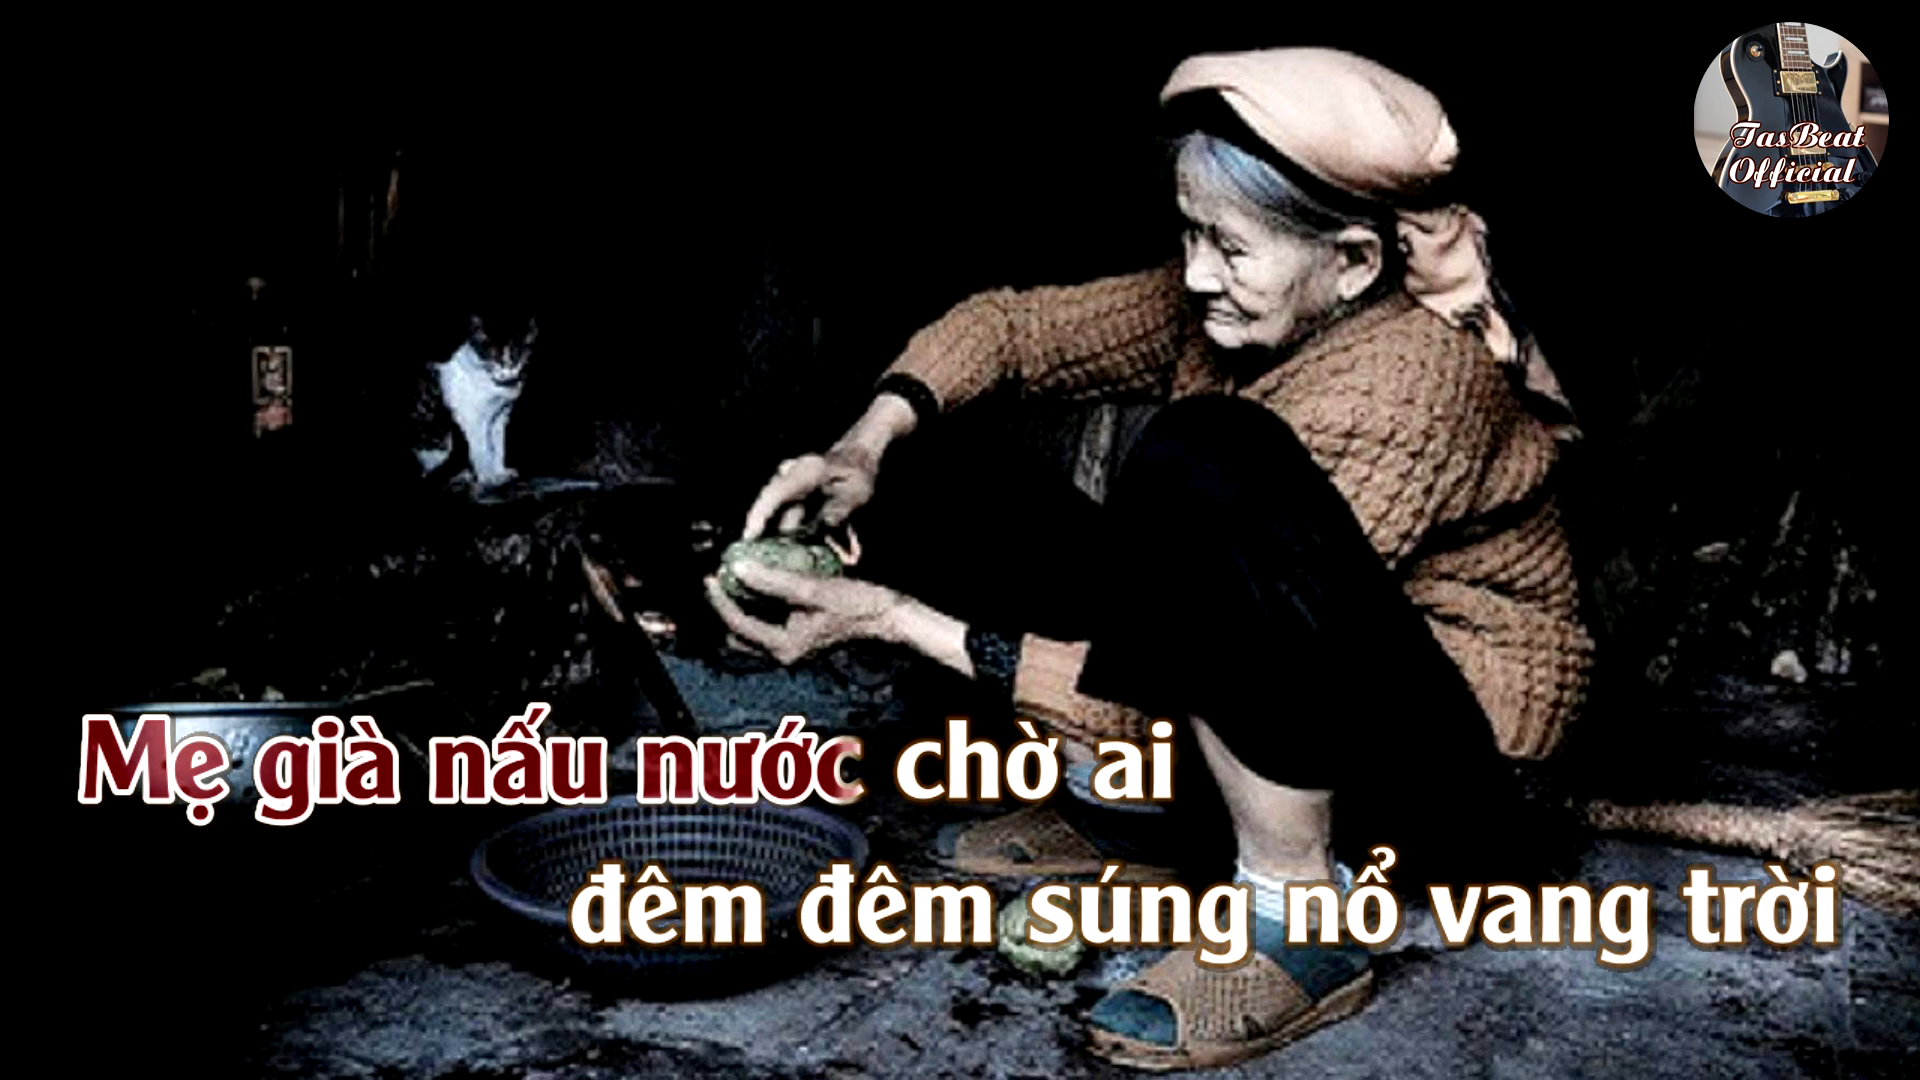 TasBeat
Official
Mẹ già nấu nước chờ ai
đêm đêm súng nổ vang trời